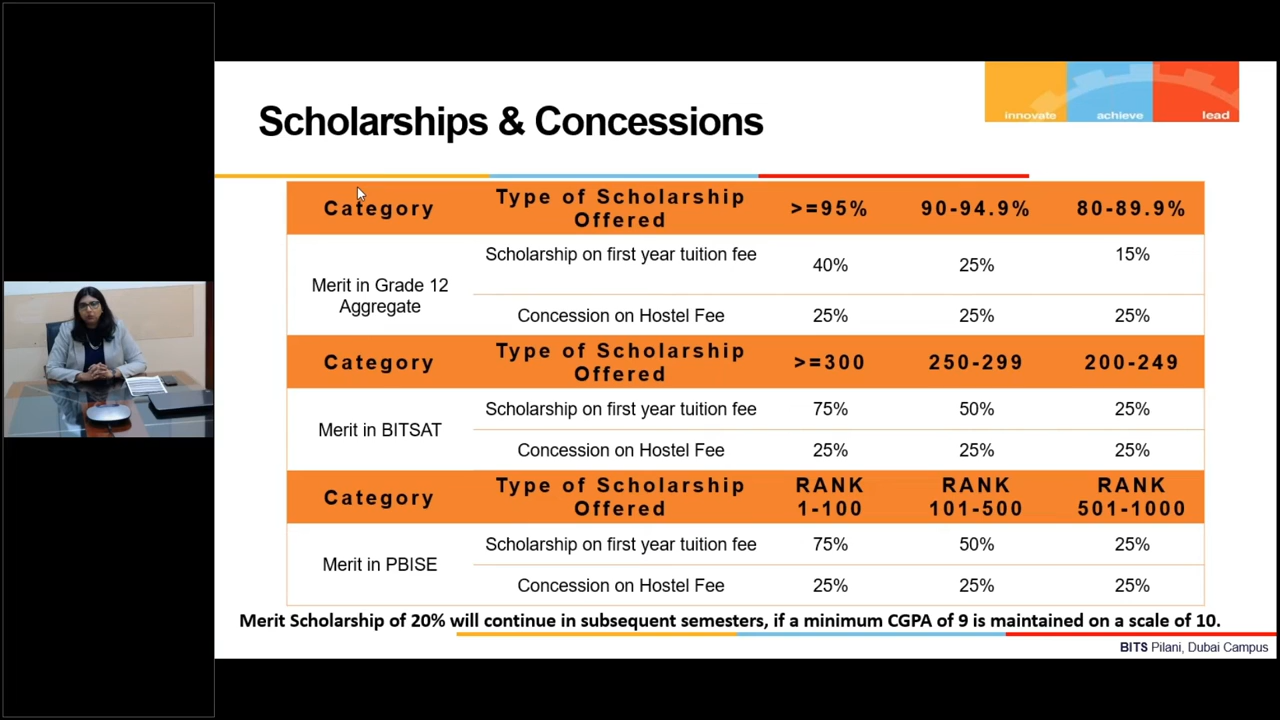 innovate achieve lead
Scholarships & Concessions
Category Type of Scholarship Offered >=95% 90-94.9% 80-89.9%
Merit in Grade 12 Aggregate
Scholarship on first year tuition fee 40% 25% 15%
Concession on Hostel Fee 25% 25% 25%
Category Type of Scholarship Offered >=300 250-299 200-249
Merit in BITSAT
Scholarship on first year tuition fee 75% 50% 25%
Concession on Hostel Fee 25% 25% 25%
Category Type of Scholarship Offered RANK 1-100 RANK 101-500 RANK 501-1000
Merit in PBISE
Scholarship on first year tuition fee 75% 50% 25%
Concession on Hostel Fee 25% 25% 25%
Merit Scholarship of 20% will continue in subsequent semesters, if a minimum CGPA of 9 is maintained on a scale of 10.
BITS Pilani, Dubai Campus